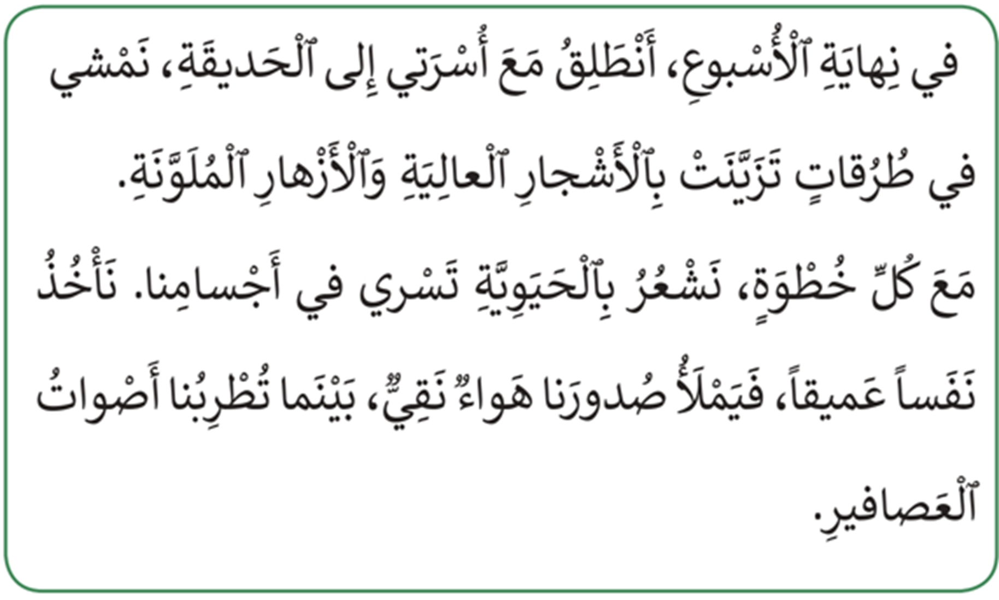 في نِهايَةِ ٱلْأُسْبوعِ، أَنْطَلِقُ مَعَ أُسْرَتي إِلى ٱلْحَديقَةِ، نَمْشي
في طُرُقاتٍ تَزَيَّنَتْ بِٱلْأَشْجارِ ٱلْعالِيَةِ وَٱلْأَزْهارِ ٱلْمُلَوَّنَةِ.
مَعَ كُلِّ خُطْوَةٍ، نَشْعُرُ بِٱلْحَيَوِيَّةِ تَسْري في أَجْسامِنا. نَأْخُذُ
نَفَساً عَميقاً، فَيَمْلَأُ صُدورَنا هَواءٌ نَقِيٌّ، بَيْنَما تُطْرِبُنا أَصْواتُ
ٱلْعَصافيرِ.